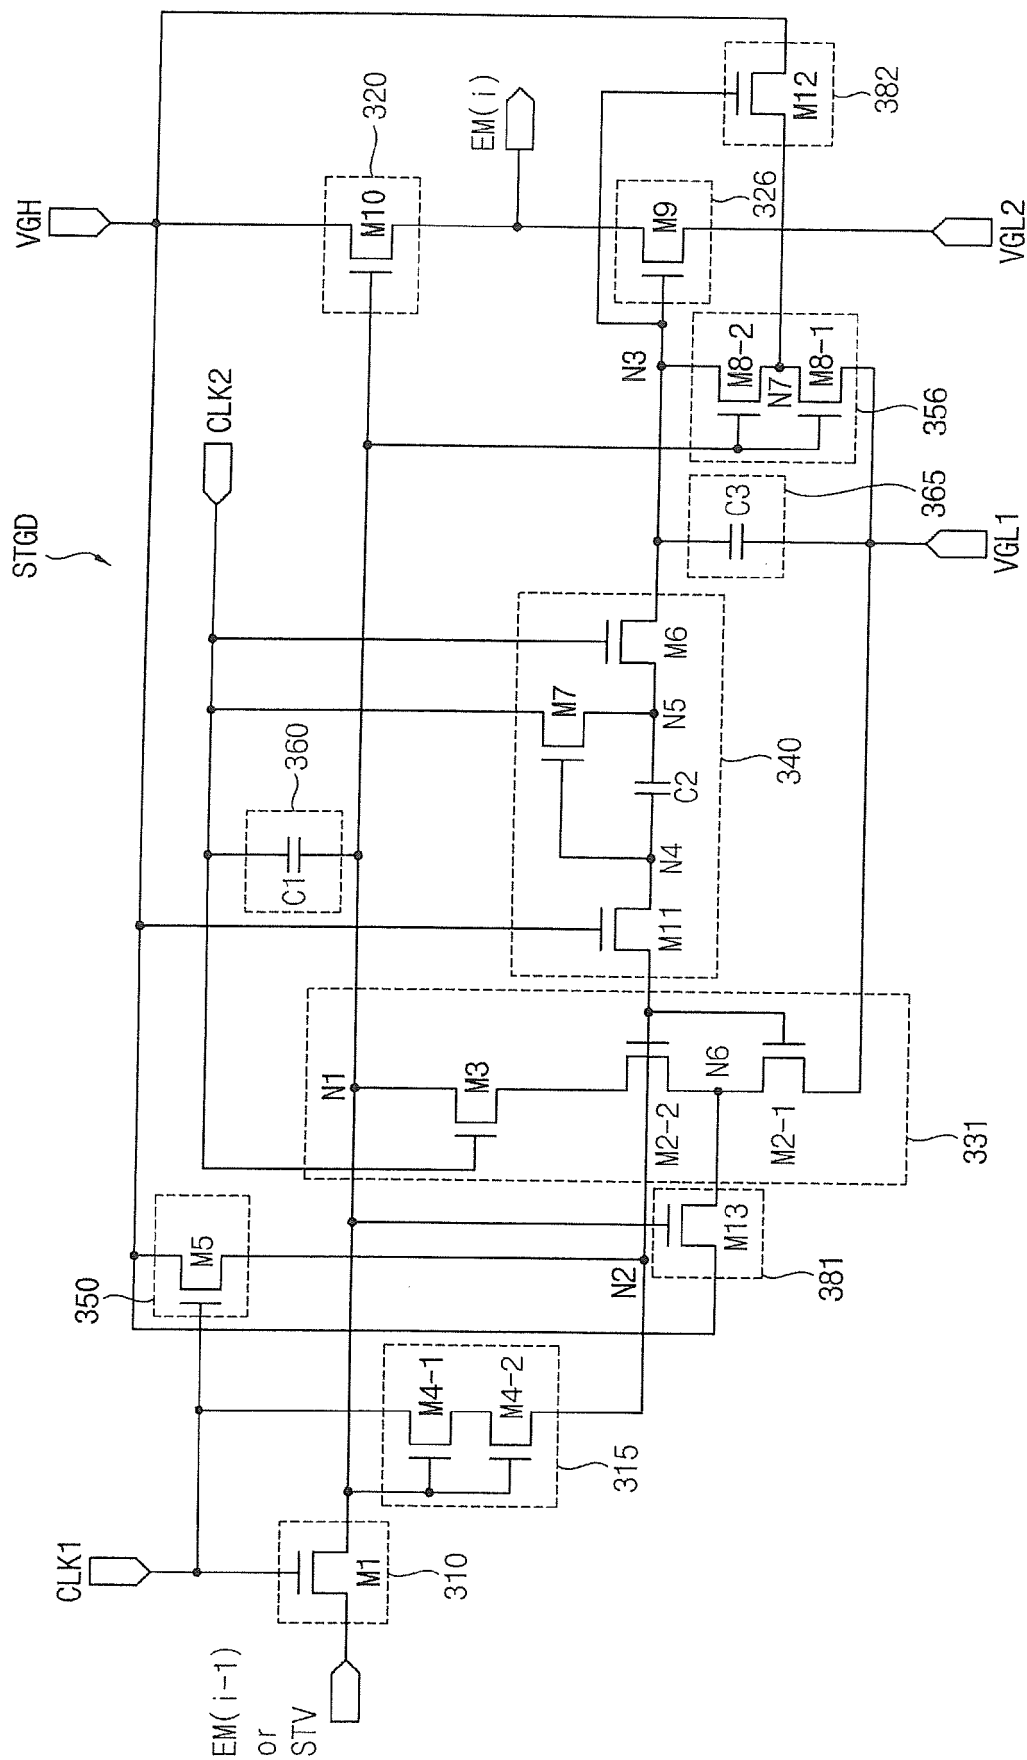 STGD
VGH
CLK1
CLK2
EM(i-1)
or
STV
EM(i)
VGL1
VGL2
310
M1
315
M4-1
M4-2
350
M5
381
M13
331
M3
M2-2
M2-1
N1
N2
N6
360
C1
340
M11
N4
C2
N5
M7
M6
365
C3
356
M8-2
N7
M8-1
N3
320
M10
326
M9
382
M12